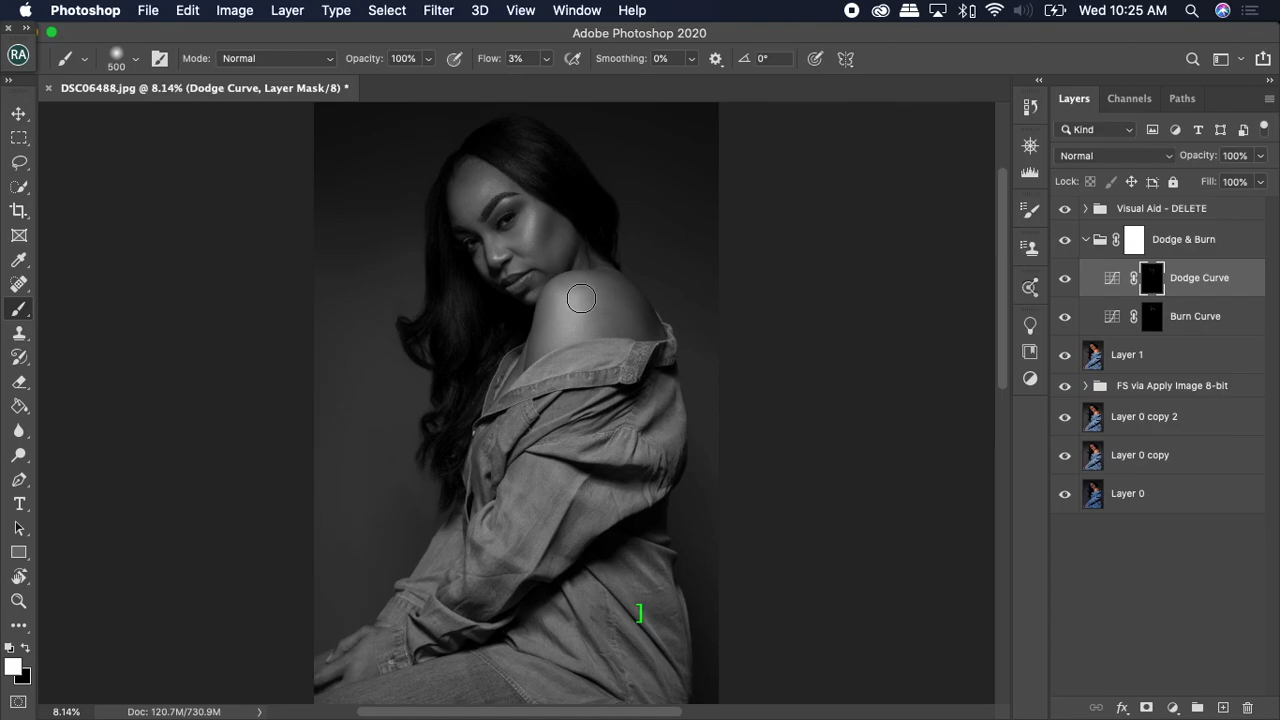 Photoshop File Edit Image Layer Type Select Filter 3D View Window Help Wed 10:25 AM
Adobe Photoshop 2020
RA
500 Mode: Normal Opacity: 100% Flow: 3% Smoothing: 0% 0°
DSC06488.jpg @ 8.14% (Dodge Curve, Layer Mask/8) *
Layers Channels Paths
Kind
Normal Opacity: 100%
Lock: Fill: 100%
Visual Aid - DELETE
Dodge & Burn
Dodge Curve
Burn Curve
Layer 1
FS via Apply Image 8-bit
Layer 0 copy 2
Layer 0 copy
Layer 0
]
8.14% Doc: 120.7M/730.9M